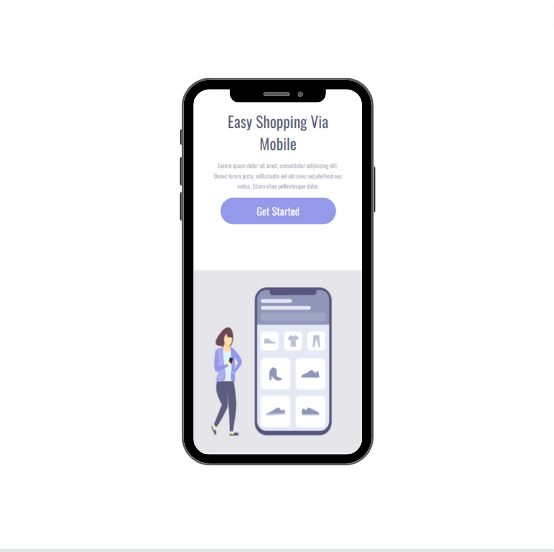 Easy Shopping Via
Mobile
Lorem ipsum dolor sit amet, consectetur adipiscing elit.
Donec lorem justo, sollicitudin vel ultricies sed,eleifend nec
metus. Etiam vitae pellentesque dolor.
Get Started